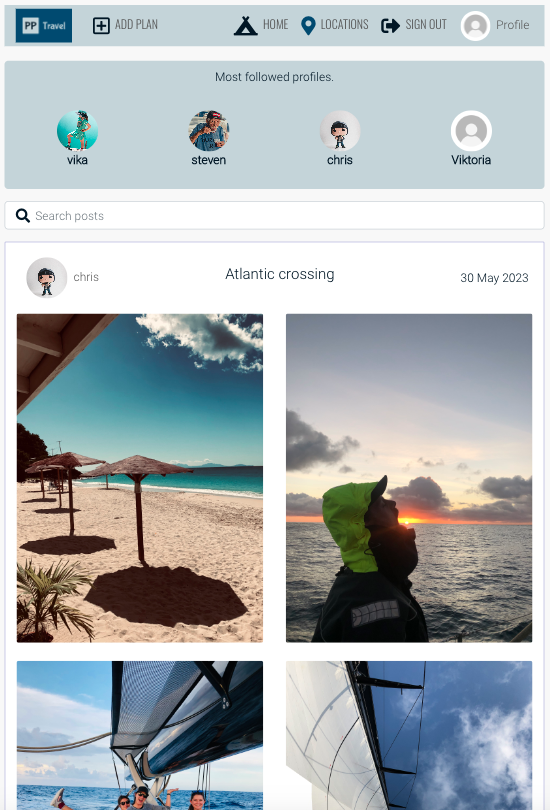 PP Travel
ADD PLAN
HOME
LOCATIONS
SIGN OUT
Profile
Most followed profiles.
vika
steven
chris
Viktoria
Search posts
chris
Atlantic crossing
30 May 2023